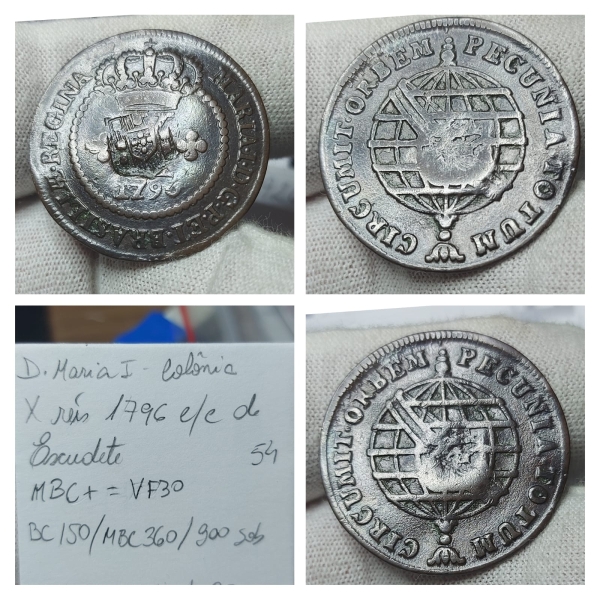 MARIA·I·D·G·P·ET·BRASILIÆ·REGINA
1796
CIRCUMIT·ORBEM PECUNIA·TOTUM
D. Maria I - Colônia
X réis 1796 c/c de
Escudete 54
MBC+ = VF30
BC 150/MBC 360/900 sob
CIRCUMIT·ORBEM PECUNIA·TOTUM